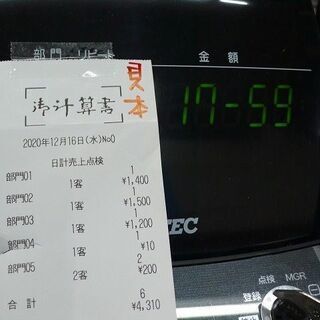 部門 リピート
金額
見本
御計算書
17-59
2020年12月16日(水)No0
日計売上点検
部門01 1
1客 ¥1,400
部門02 1
1客 ¥1,500
部門03 1
1客 ¥1,200
部門04 1
1客 ¥10
部門05 2
2客 ¥200
6
合計 ¥4,310
TEC
点検 MGR
登録